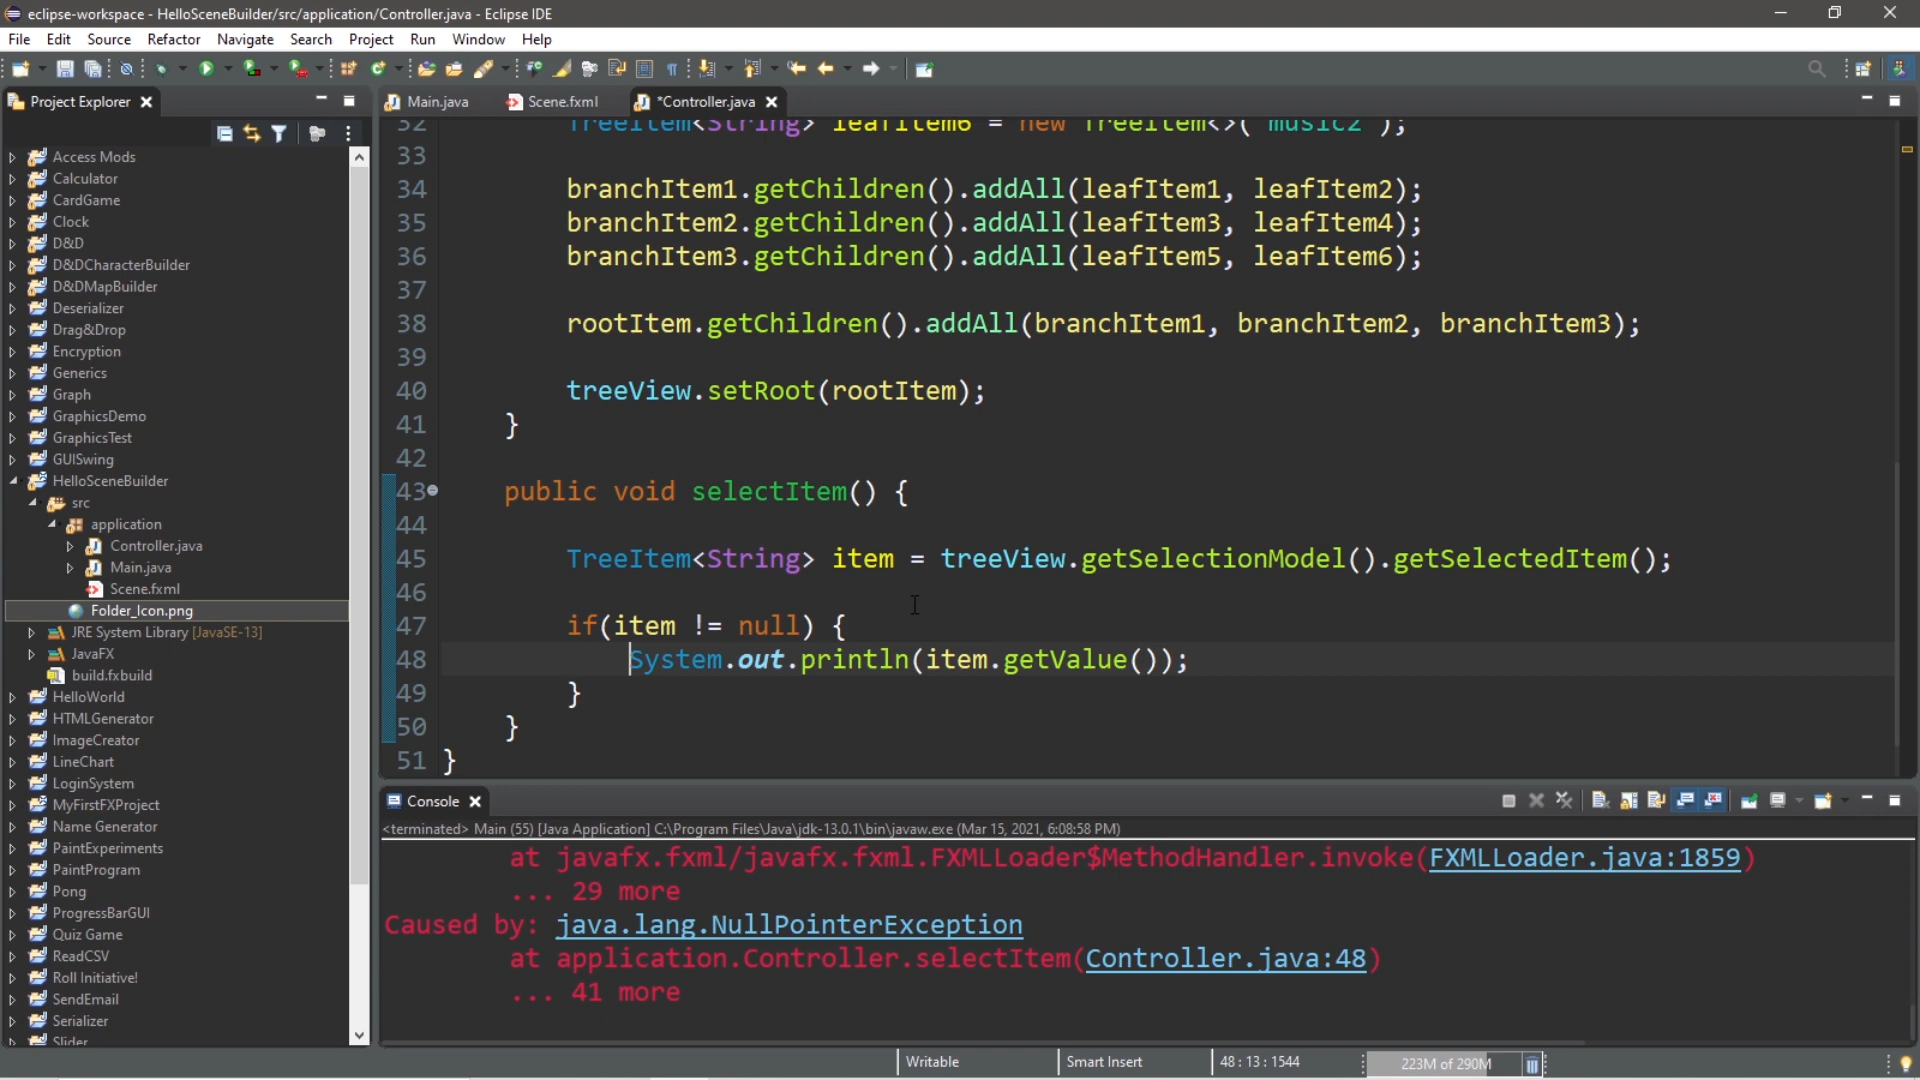 eclipse-workspace - HelloSceneBuilder/src/application/Controller.java - Eclipse IDE
File Edit Source Refactor Navigate Search Project Run Window Help
Project Explorer
Main.java Scene.fxml *Controller.java
Access Mods
Calculator
CardGame
Clock
D&D
D&DCharacterBuilder
D&DMapBuilder
Deserializer
Drag&Drop
Encryption
Generics
Graph
GraphicsDemo
GraphicsTest
GUISwing
HelloSceneBuilder
src
application
Controller.java
Main.java
Scene.fxml
Folder_Icon.png
JRE System Library [JavaSE-13]
JavaFX
build.fxbuild
HelloWorld
HTMLGenerator
ImageCreator
LineChart
LoginSystem
MyFirstFXProject
Name Generator
PaintExperiments
PaintProgram
Pong
ProgressBarGUI
Quiz Game
ReadCSV
Roll Initiative!
SendEmail
Serializer
Slider
32 TreeItem<String> leafItem6 = new TreeItem<>("music2");
33
34 branchItem1.getChildren().addAll(leafItem1, leafItem2);
35 branchItem2.getChildren().addAll(leafItem3, leafItem4);
36 branchItem3.getChildren().addAll(leafItem5, leafItem6);
37
38 rootItem.getChildren().addAll(branchItem1, branchItem2, branchItem3);
39
40 treeView.setRoot(rootItem);
41 }
42
43 public void selectItem() {
44
45 TreeItem<String> item = treeView.getSelectionModel().getSelectedItem();
46
47 if(item != null) {
48 System.out.println(item.getValue());
49 }
50 }
51 }
Console
<terminated> Main (55) [Java Application] C:\Program Files\Java\jdk-13.0.1\bin\javaw.exe (Mar 15, 2021, 6:08:58 PM)
at javafx.fxml/javafx.fxml.FXMLLoader$MethodHandler.invoke(FXMLLoader.java:1859)
... 29 more
Caused by: java.lang.NullPointerException
at application.Controller.selectItem(Controller.java:48)
... 41 more
Writable Smart Insert 48 : 13 : 1544 223M of 290M